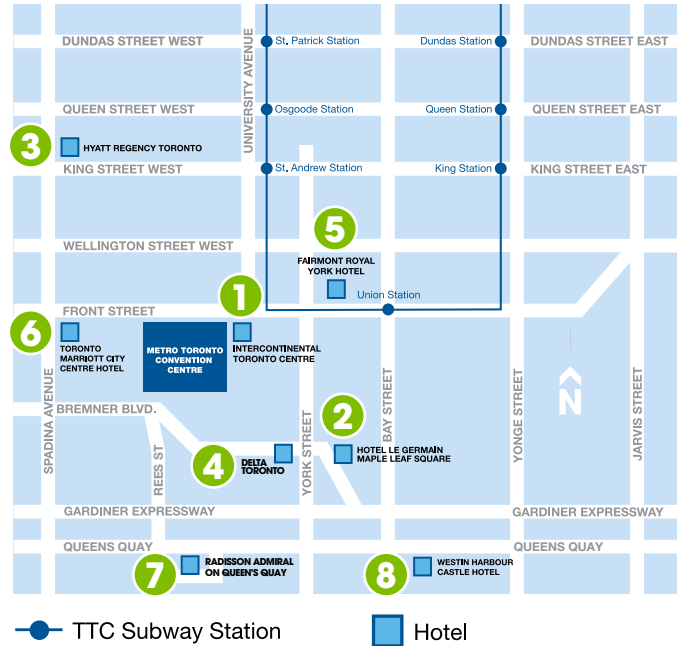 DUNDAS STREET WEST
St. Patrick Station
Dundas Station
DUNDAS STREET EAST
UNIVERSITY AVENUE
QUEEN STREET WEST
Osgoode Station
Queen Station
QUEEN STREET EAST
3
HYATT REGENCY TORONTO
KING STREET WEST
St. Andrew Station
King Station
KING STREET EAST
5
WELLINGTON STREET WEST
FAIRMONT ROYAL
YORK HOTEL
1
Union Station
FRONT STREET
6
TORONTO
MARRIOTT CITY
CENTRE HOTEL
METRO TORONTO
CONVENTION
CENTRE
INTERCONTINENTAL
TORONTO CENTRE
N
SPADINA AVENUE
BREMNER BLVD.
2
BAY STREET
YONGE STREET
JARVIS STREET
REES ST
4
DELTA
TORONTO
YORK STREET
HOTEL LE GERMAIN
MAPLE LEAF SQUARE
GARDINER EXPRESSWAY
GARDINER EXPRESSWAY
QUEENS QUAY
QUEENS QUAY
7
RADISSON ADMIRAL
ON QUEEN'S QUAY
8
WESTIN HARBOUR
CASTLE HOTEL
TTC Subway Station
Hotel